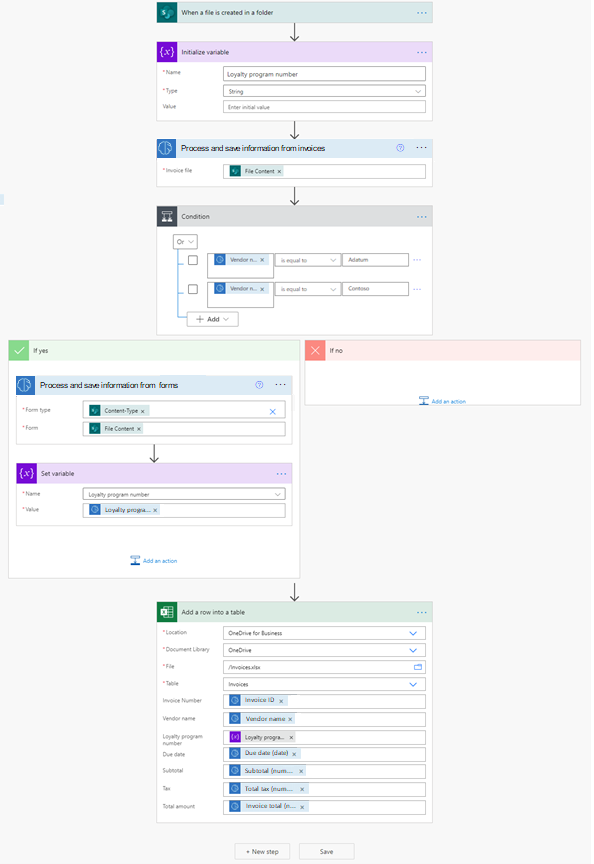 When a file is created in a folder
Initialize variable
* Name
Loyalty program number
* Type
String
Value
Enter initial value
Process and save information from invoices
* Invoice file
File Content ×
Condition
Or
Vendor n... ×
is equal to
Adatum
Vendor n... ×
is equal to
Contoso
+ Add
If yes
If no
Process and save information from forms
* Form type
Content-Type ×
* Form
File Content ×
Add an action
Set variable
* Name
Loyalty program number
* Value
Loyalty progra... ×
Add an action
Add a row into a table
* Location
OneDrive for Business
* Document Library
OneDrive
* File
/Invoices.xlsx
* Table
Invoices
Invoice Number
Invoice ID ×
Vendor name
Vendor name ×
Loyalty program
number
Loyalty progra... ×
Due date
Due date (date) ×
Subtotal
Subtotal (num... ×
Tax
Total tax (num... ×
Total amount
Invoice total (n... ×
+ New step
Save